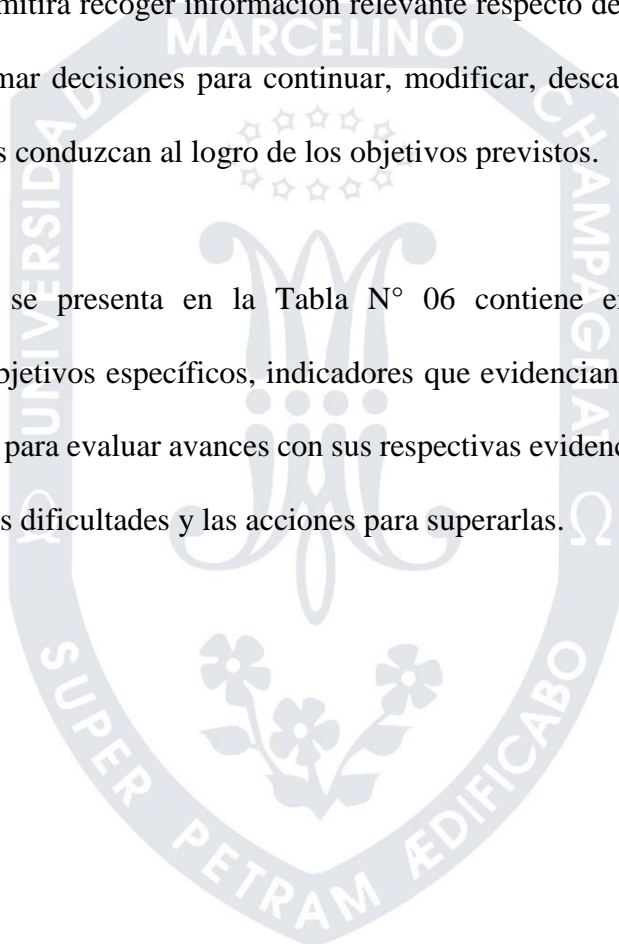 mitirá recoger información relevante respecto de
mar decisiones para continuar, modificar, desca
s conduzcan al logro de los objetivos previstos.
se presenta en la Tabla N° 06 contiene e
bjetivos específicos, indicadores que evidencian
para evaluar avances con sus respectivas evidenc
s dificultades y las acciones para superarlas.
UNIVERSIDAD
MARCELINO
CHAMPAGNAT
Α Ω
SUPER PETRAM ÆDIFICABO